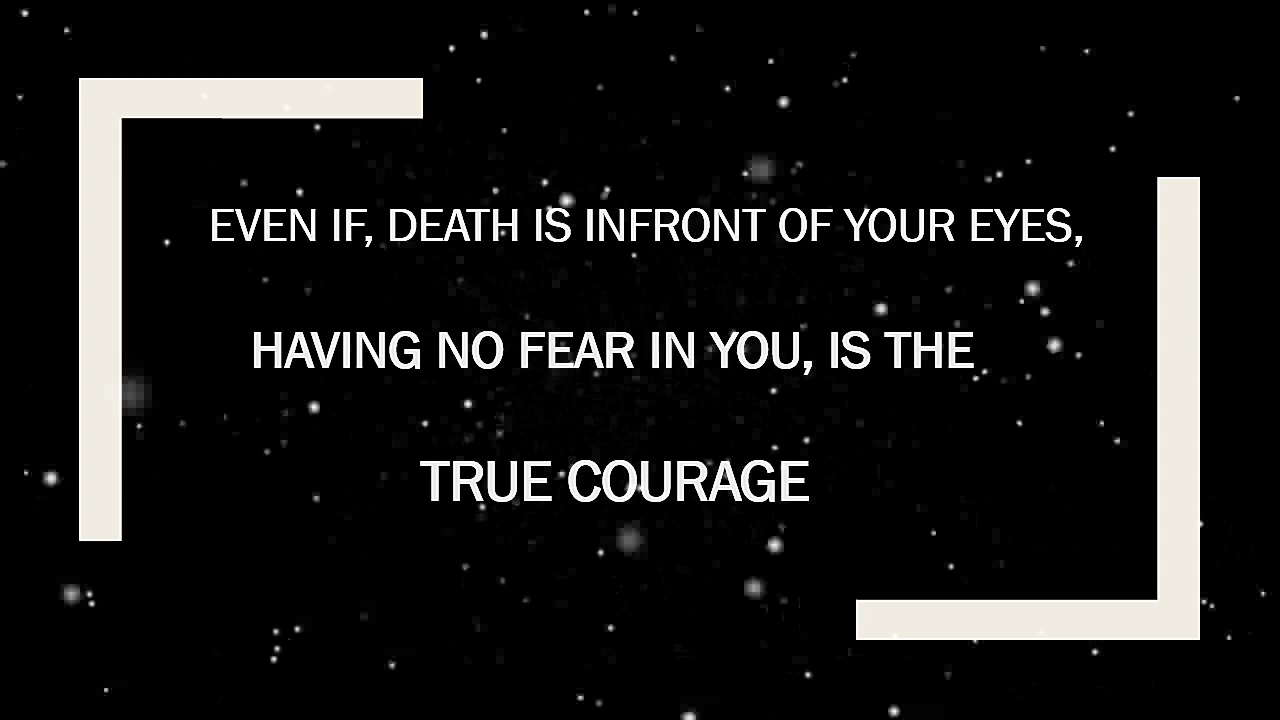 EVEN IF, DEATH IS INFRONT OF YOUR EYES,
HAVING NO FEAR IN YOU, IS THE
TRUE COURAGE